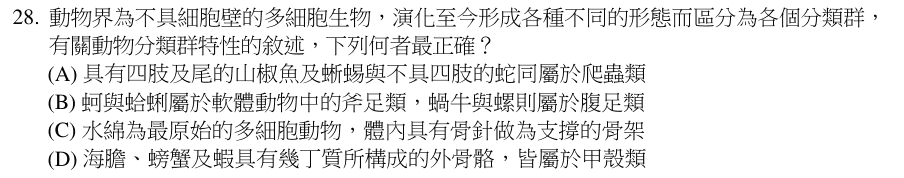 28. 動物界為不具細胞壁的多細胞生物，演化至今形成各種不同的形態而區分為各個分類群，
有關動物分類群特性的敘述，下列何者最正確？
(A) 具有四肢及尾的山椒魚及蜥蜴與不具四肢的蛇同屬於爬蟲類
(B) 蚵與蛤蜊屬於軟體動物中的斧足類，蝸牛與螺則屬於腹足類
(C) 水綿為最原始的多細胞動物，體內具有骨針做為支撐的骨架
(D) 海膽、螃蟹及蝦具有幾丁質所構成的外骨骼，皆屬於甲殼類